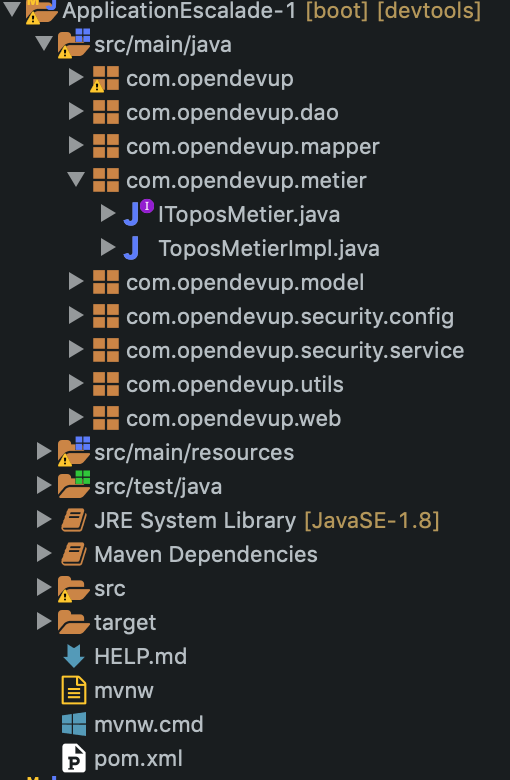 ApplicationEscalade-1 [boot] [devtools]
src/main/java
com.opendevup
com.opendevup.dao
com.opendevup.mapper
com.opendevup.metier
IToposMetier.java
ToposMetierImpl.java
com.opendevup.model
com.opendevup.security.config
com.opendevup.security.service
com.opendevup.utils
com.opendevup.web
src/main/resources
src/test/java
JRE System Library [JavaSE-1.8]
Maven Dependencies
src
target
HELP.md
mvnw
mvnw.cmd
pom.xml